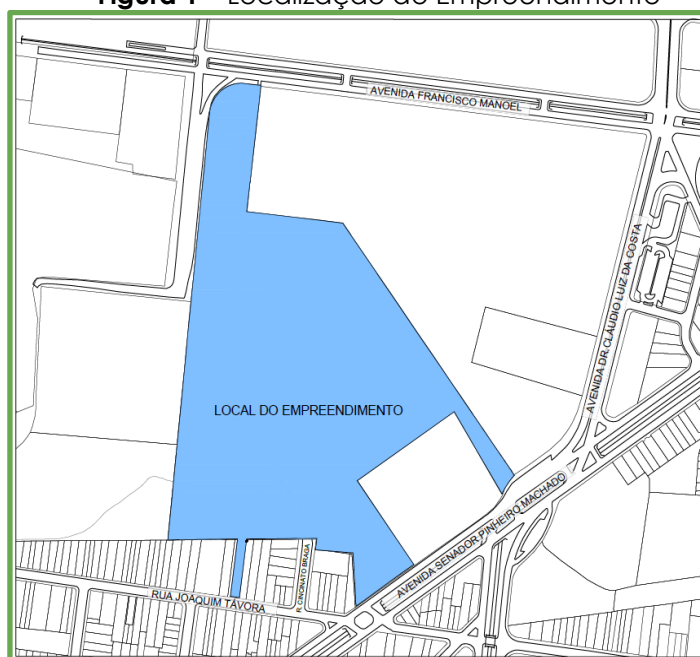 Figura 1 – Localização do Empreendimento
AVENIDA FRANCISCO MANOEL
AVENIDA DR.CLÁUDIO LUIZ DA COSTA
LOCAL DO EMPREENDIMENTO
AVENIDA SENADOR PINHEIRO MACHADO
R. CINCINATO BRAGA
RUA JOAQUIM TÁVORA